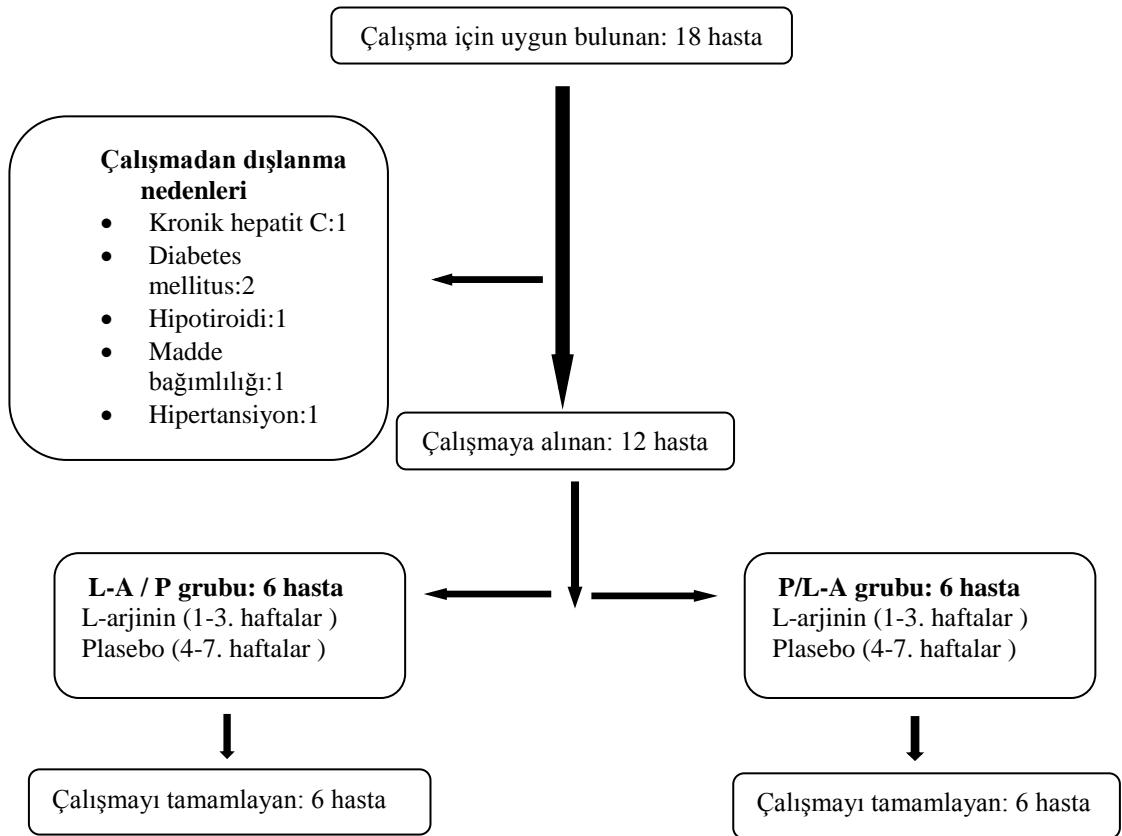 Çalışma için uygun bulunan: 18 hasta
Çalışmadan dışlanma
nedenleri
• Kronik hepatit C:1
• Diabetes
mellitus:2
• Hipotiroidi:1
• Madde
bağımlılığı:1
• Hipertansiyon:1
Çalışmaya alınan: 12 hasta
L-A / P grubu: 6 hasta
L-arjinin (1-3. haftalar )
Plasebo (4-7. haftalar )
P/L-A grubu: 6 hasta
L-arjinin (1-3. haftalar )
Plasebo (4-7. haftalar )
Çalışmayı tamamlayan: 6 hasta
Çalışmayı tamamlayan: 6 hasta